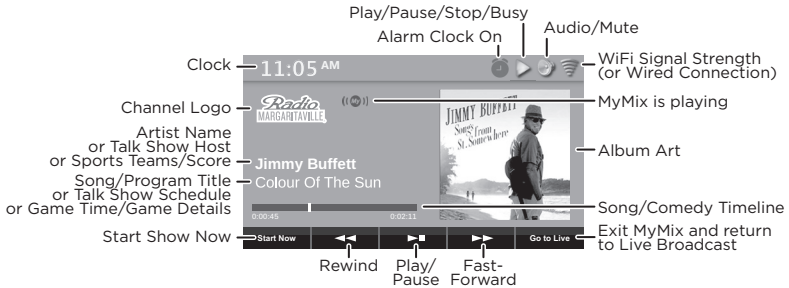 Play/Pause/Stop/Busy
Alarm Clock On
Audio/Mute
Clock
11:05 AM
WiFi Signal Strength
(or Wired Connection)
Channel Logo
Radio
MARGARITAVILLE
((MY))
MyMix is playing
JIMMY BUFFETT
Songs from
St. Somewhere
Artist Name
or Talk Show Host
or Sports Teams/Score
Jimmy Buffett
Album Art
Song/Program Title
or Talk Show Schedule
or Game Time/Game Details
Colour Of The Sun
0:00:45
0:02:11
Song/Comedy Timeline
Start Show Now
Start Now
Go to Live
Exit MyMix and return
to Live Broadcast
Rewind
Play/
Pause
Fast-
Forward